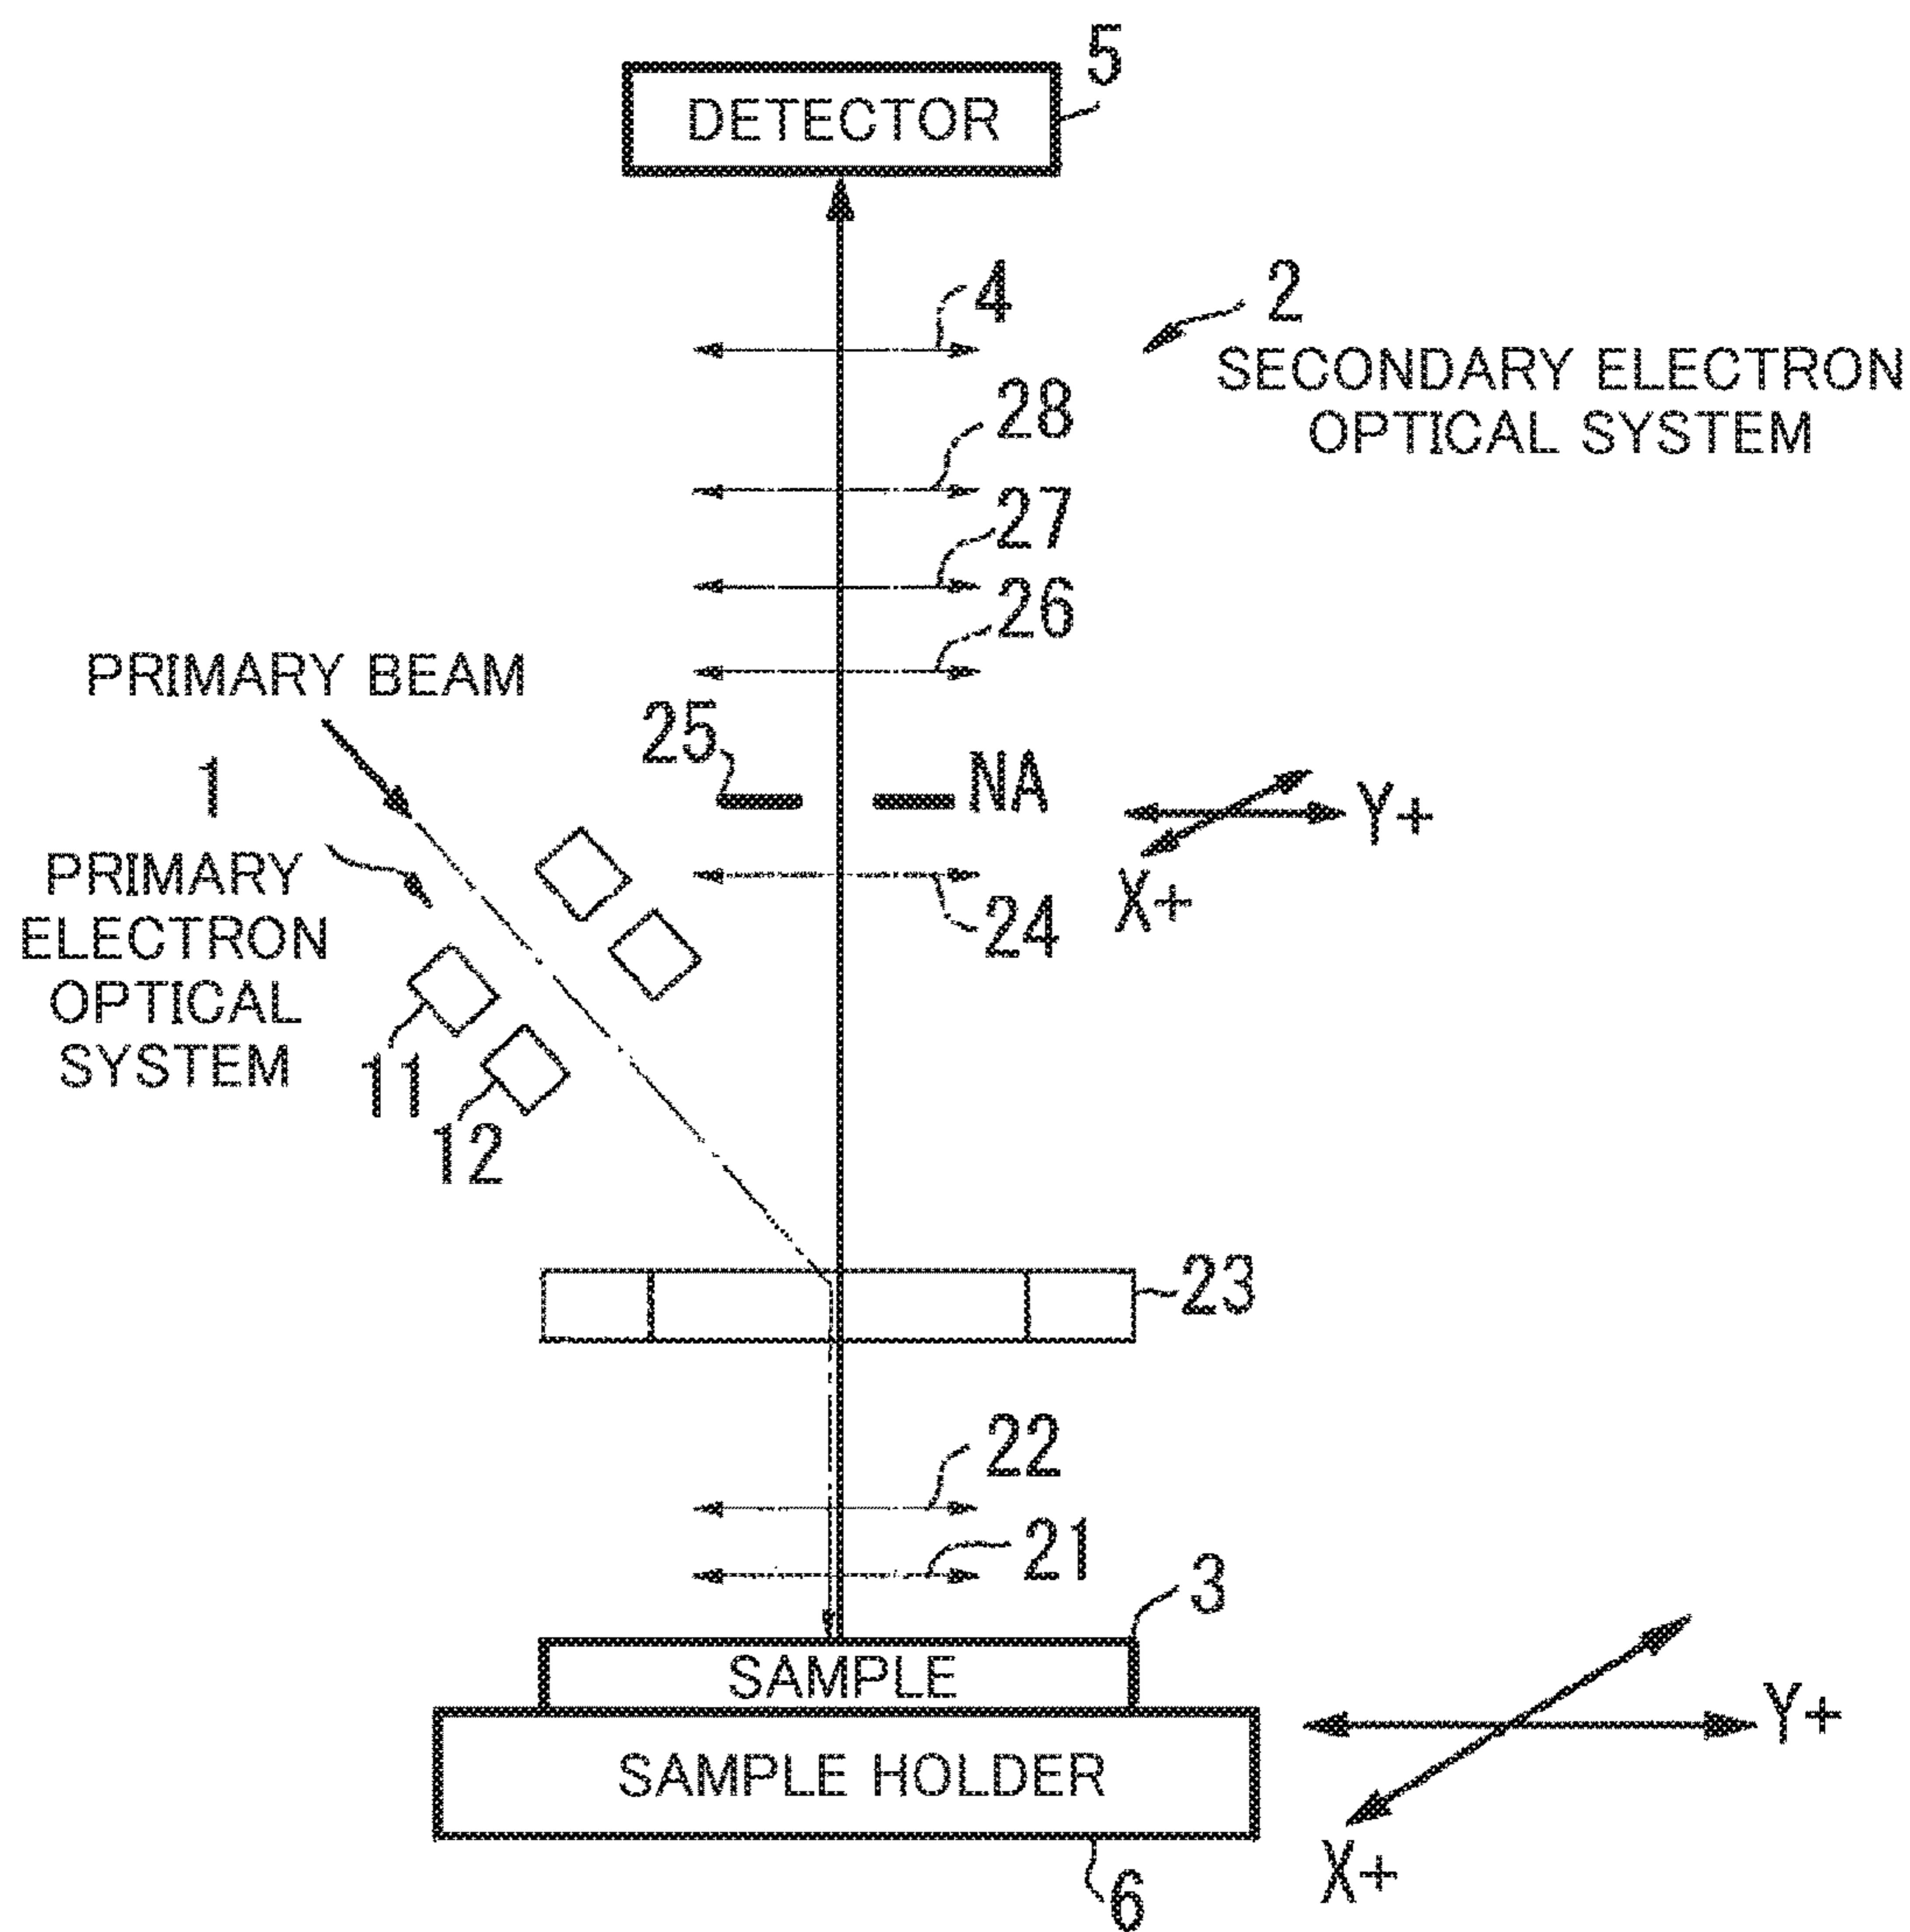 5
DETECTOR
4
2
SECONDARY ELECTRON
OPTICAL SYSTEM
28
27
26
PRIMARY BEAM
25
NA
Y+
X+
1
PRIMARY
ELECTRON
OPTICAL
SYSTEM
24
11
12
23
22
21
3
SAMPLE
Y+
SAMPLE HOLDER
X+
6